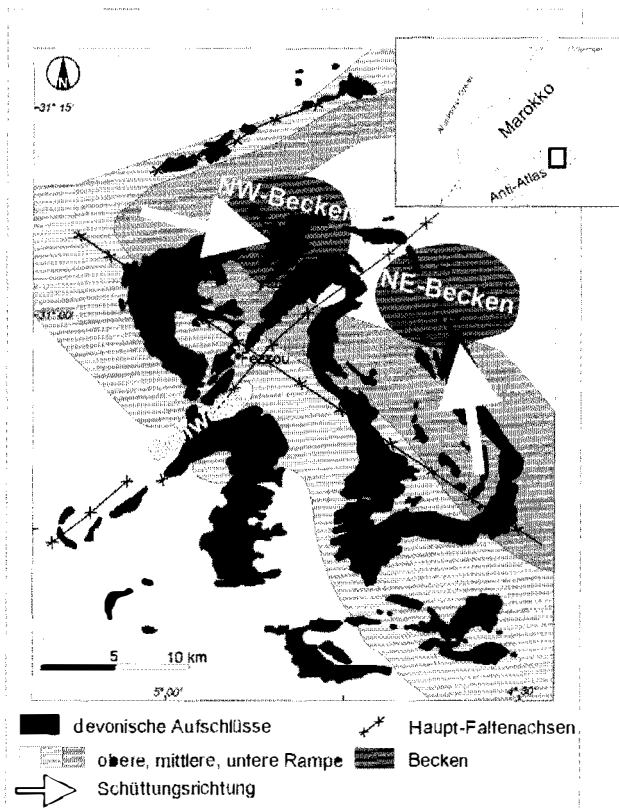 N
31° 15'
Marokko
Anti-Atlas
NW-Becken
NE-Becken
Fezzou
5 10 km
5° 00'
4° 30
devonische Aufschlüsse
Haupt-Faltenachsen
obere, mittlere, untere Rampe
Becken
Schüttungsrichtung